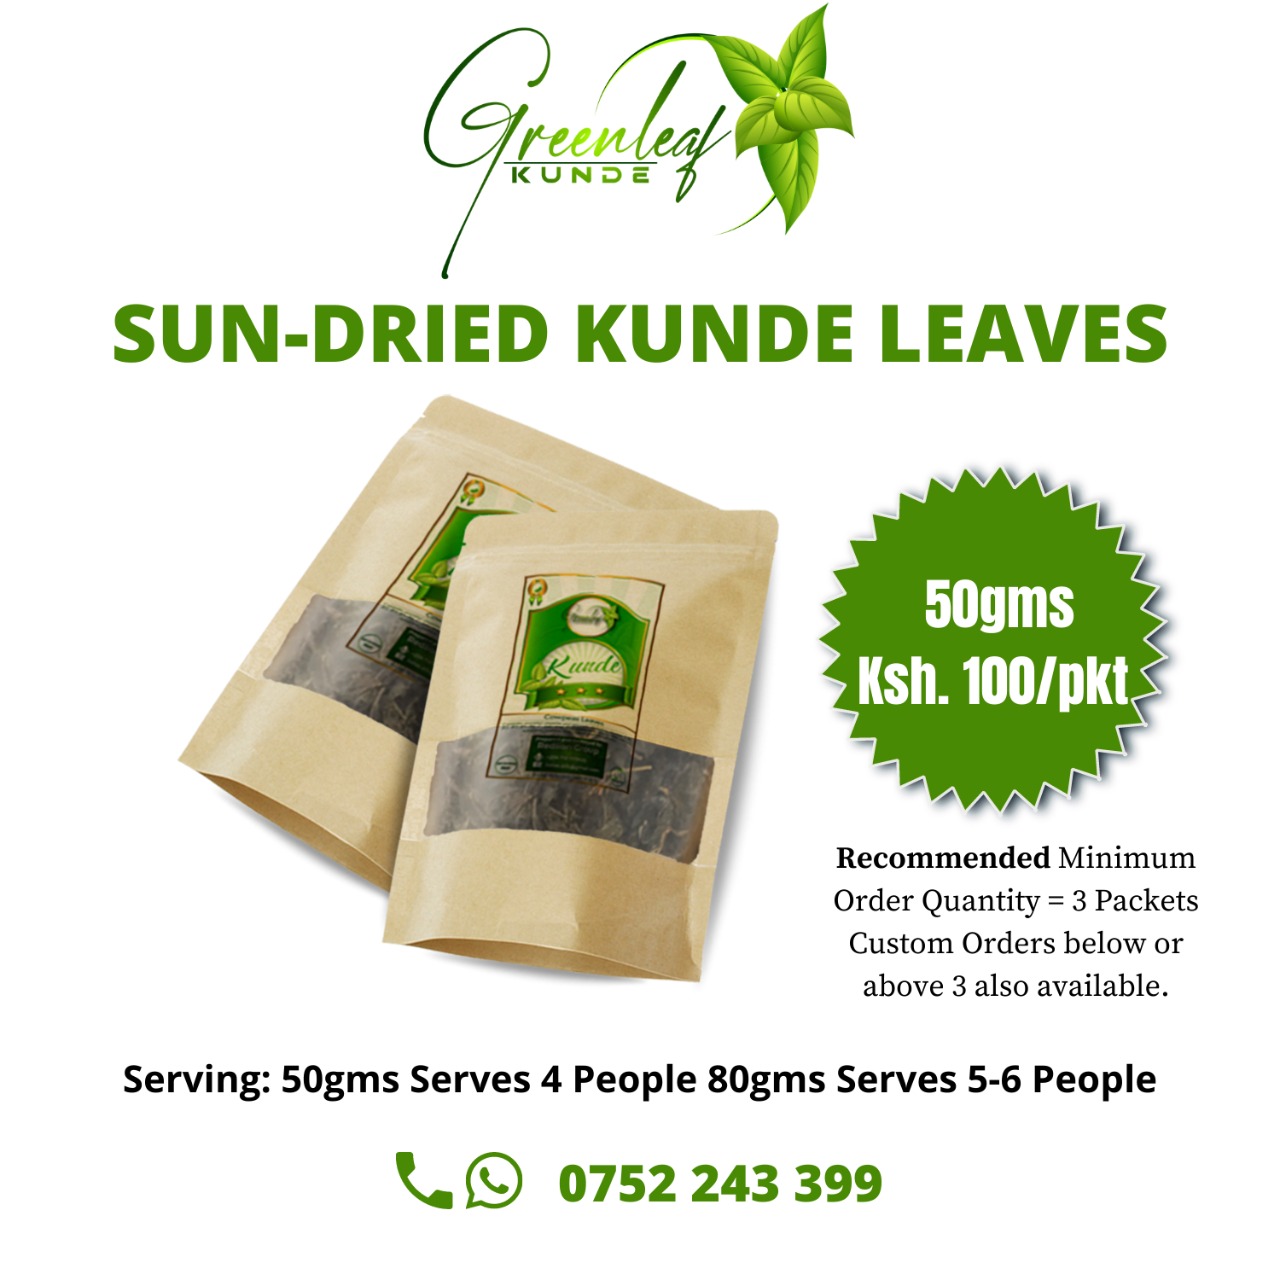 Greenleaf
KUNDE
SUN-DRIED KUNDE LEAVES
Kunde
Cowpeas Leaves
50gms
Ksh. 100/pkt
Recommended Minimum
Order Quantity = 3 Packets
Custom Orders below or
above 3 also available.
Serving: 50gms Serves 4 People 80gms Serves 5-6 People
0752 243 399